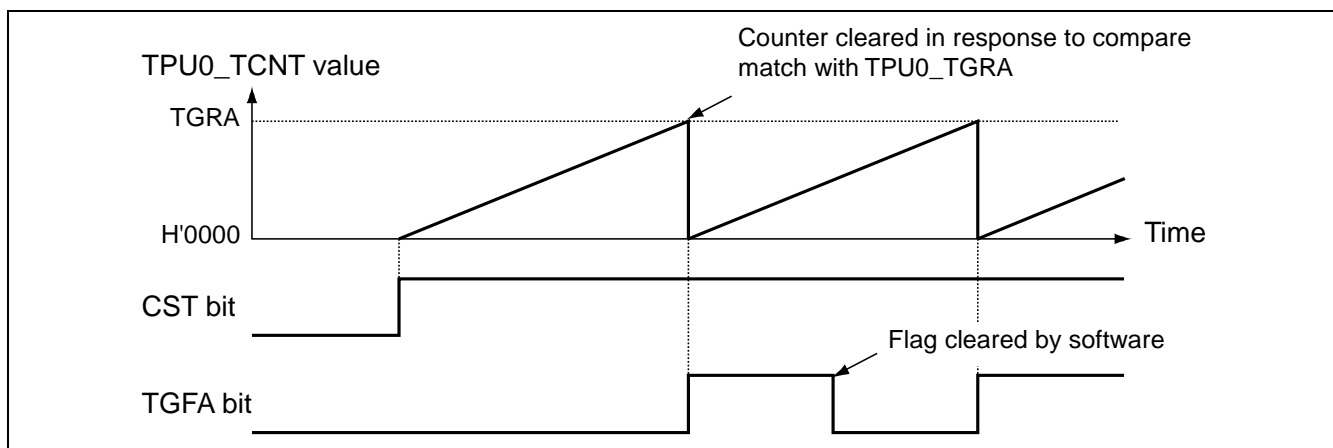 Counter cleared in response to compare
match with TPU0_TGRA
TPU0_TCNT value
TGRA
H'0000
Time
CST bit
Flag cleared by software
TGFA bit